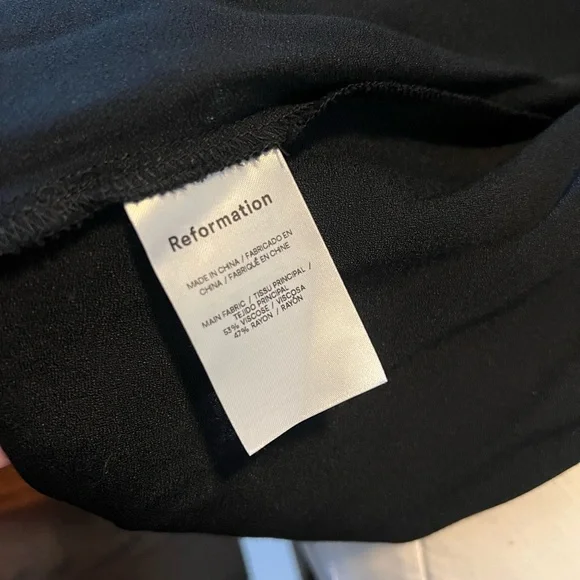 Reformation
MADE IN CHINA / FABRICADO EN
CHINA / FABRIQUÉ EN CHINE
MAIN FABRIC / TISSU PRINCIPAL /
TEJIDO PRINCIPAL
53% VISCOSE / VISCOSA
47% RAYON / RAYÓN